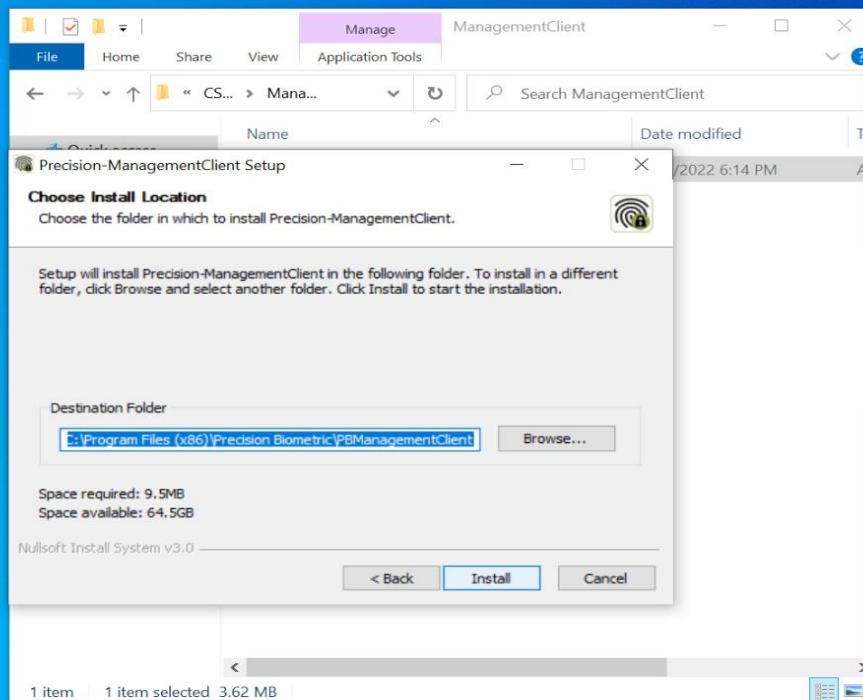 Manage
ManagementClient
File
Home
Share
View
Application Tools
« CS... > Mana...
Search ManagementClient
Name
Date modified
Quick access
/2022 6:14 PM
Precision-ManagementClient Setup
Choose Install Location
Choose the folder in which to install Precision-ManagementClient.
Setup will install Precision-ManagementClient in the following folder. To install in a different
folder, click Browse and select another folder. Click Install to start the installation.
Destination Folder
C:\Program Files (x86)\Precision Biometric\PBManagementClient
Browse...
Space required: 9.5MB
Space available: 64.5GB
Nullsoft Install System v3.0
< Back
Install
Cancel
1 item
1 item selected 3.62 MB